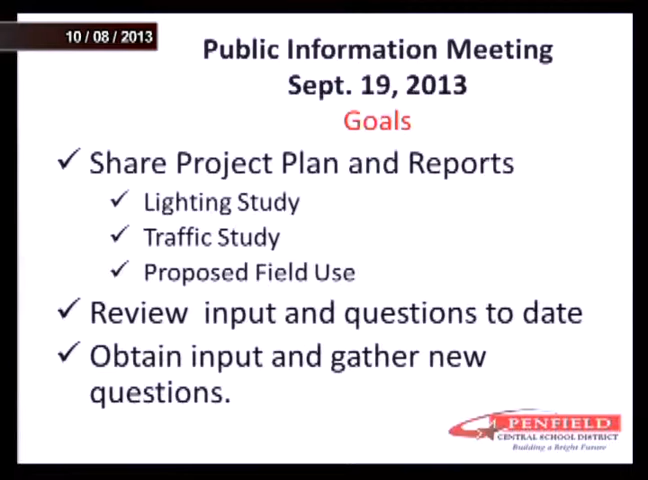 10 / 08 / 2013
Public Information Meeting
Sept. 19, 2013
Goals
✓ Share Project Plan and Reports
✓ Lighting Study
✓ Traffic Study
✓ Proposed Field Use
✓ Review input and questions to date
✓ Obtain input and gather new
questions.
PENFIELD
CENTRAL SCHOOL DISTRICT
Building a Bright Future